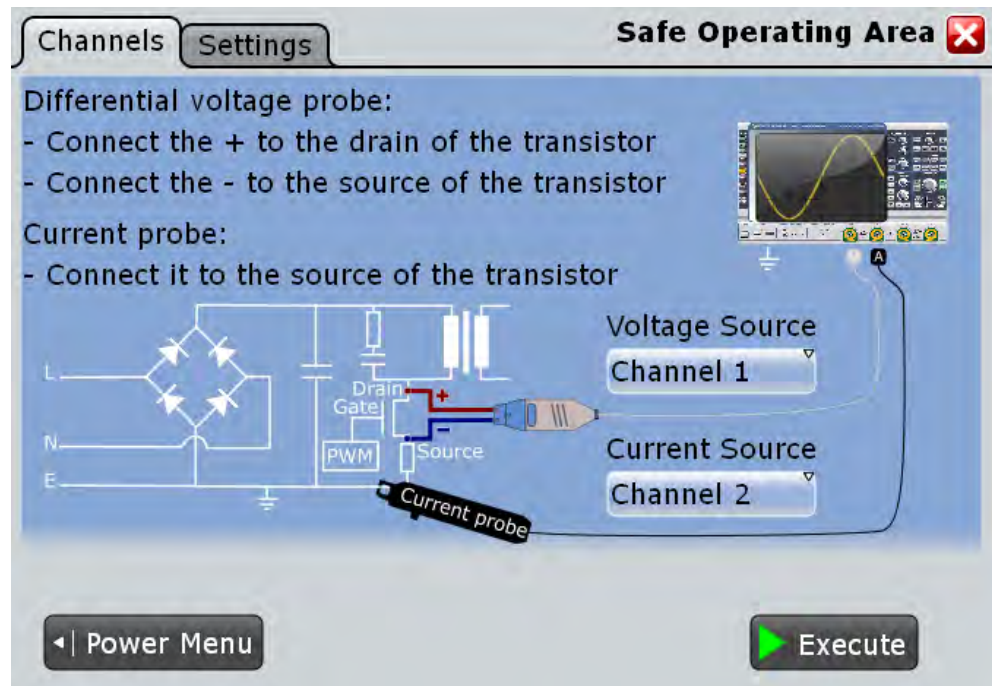 Channels
Settings
Safe Operating Area
Differential voltage probe:
- Connect the + to the drain of the transistor
- Connect the - to the source of the transistor
Current probe:
- Connect it to the source of the transistor
A
Voltage Source
Channel 1
L
Drain
+
Gate
N
-
PWM
Source
Current Source
Channel 2
E
Current probe
Power Menu
Execute